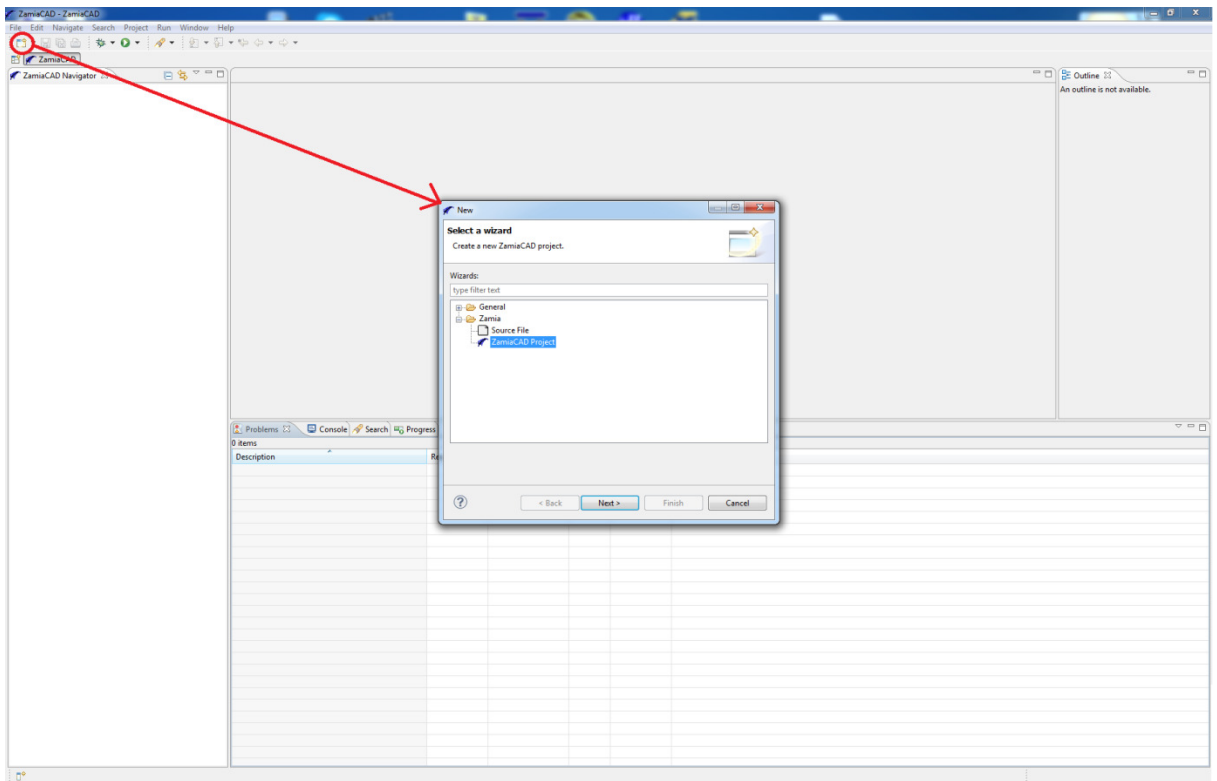 ZamiaCAD - ZamiaCAD
File Edit Navigate Search Project Run Window Help
ZamiaCAD
ZamiaCAD Navigator
Outline
An outline is not available.
New
Select a wizard
Create a new ZamiaCAD project.
Wizards:
type filter text
General
Zamia
Source File
ZamiaCAD Project
Problems Console Search Progress
0 items
Description
? < Back Next > Finish Cancel